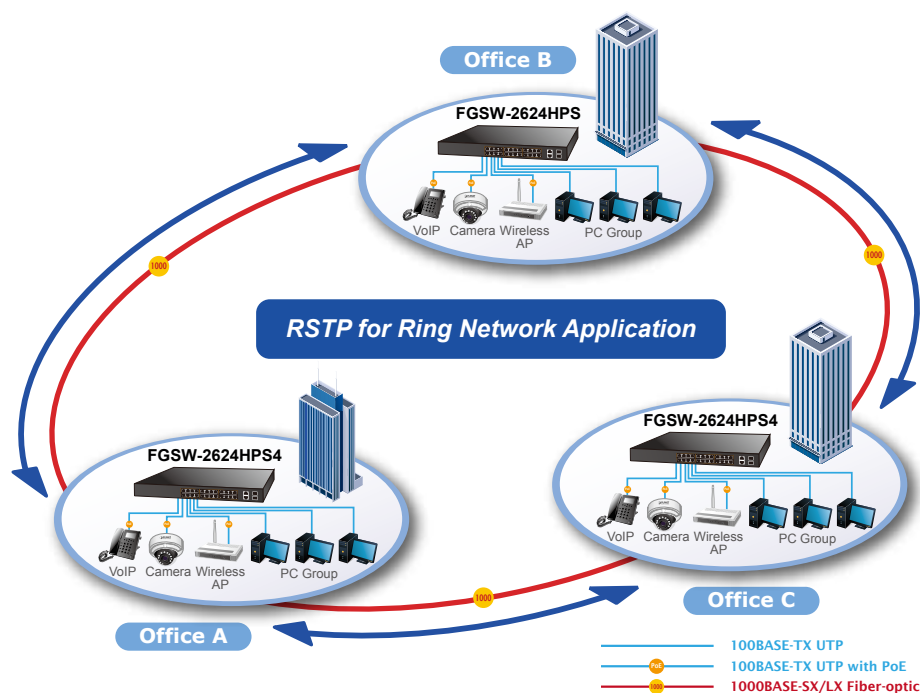 Office B
FGSW-2624HPS
VoIP
Camera
Wireless
AP
PC Group
1000
1000
RSTP for Ring Network Application
FGSW-2624HPS4
VoIP
Camera
Wireless
AP
PC Group
Office A
FGSW-2624HPS4
VoIP
Camera
Wireless
AP
PC Group
Office C
1000
100BASE-TX UTP
PoE
100BASE-TX UTP with PoE
1000
1000BASE-SX/LX Fiber-optic